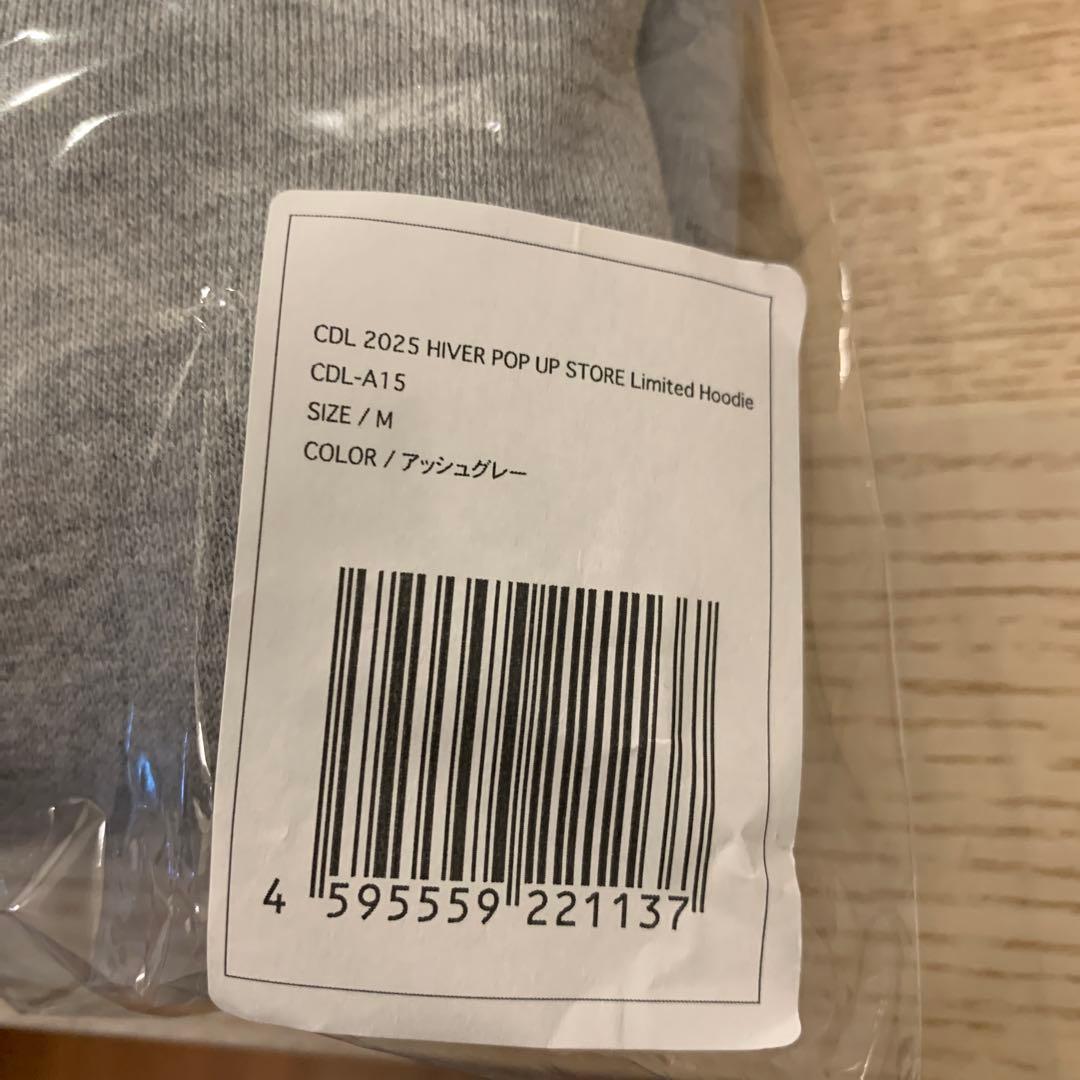 CDL 2025 HIVER POP UP STORE Limited Hoodie
CDL-A15
SIZE / M
COLOR / アッシュグレー
4 595559 221137